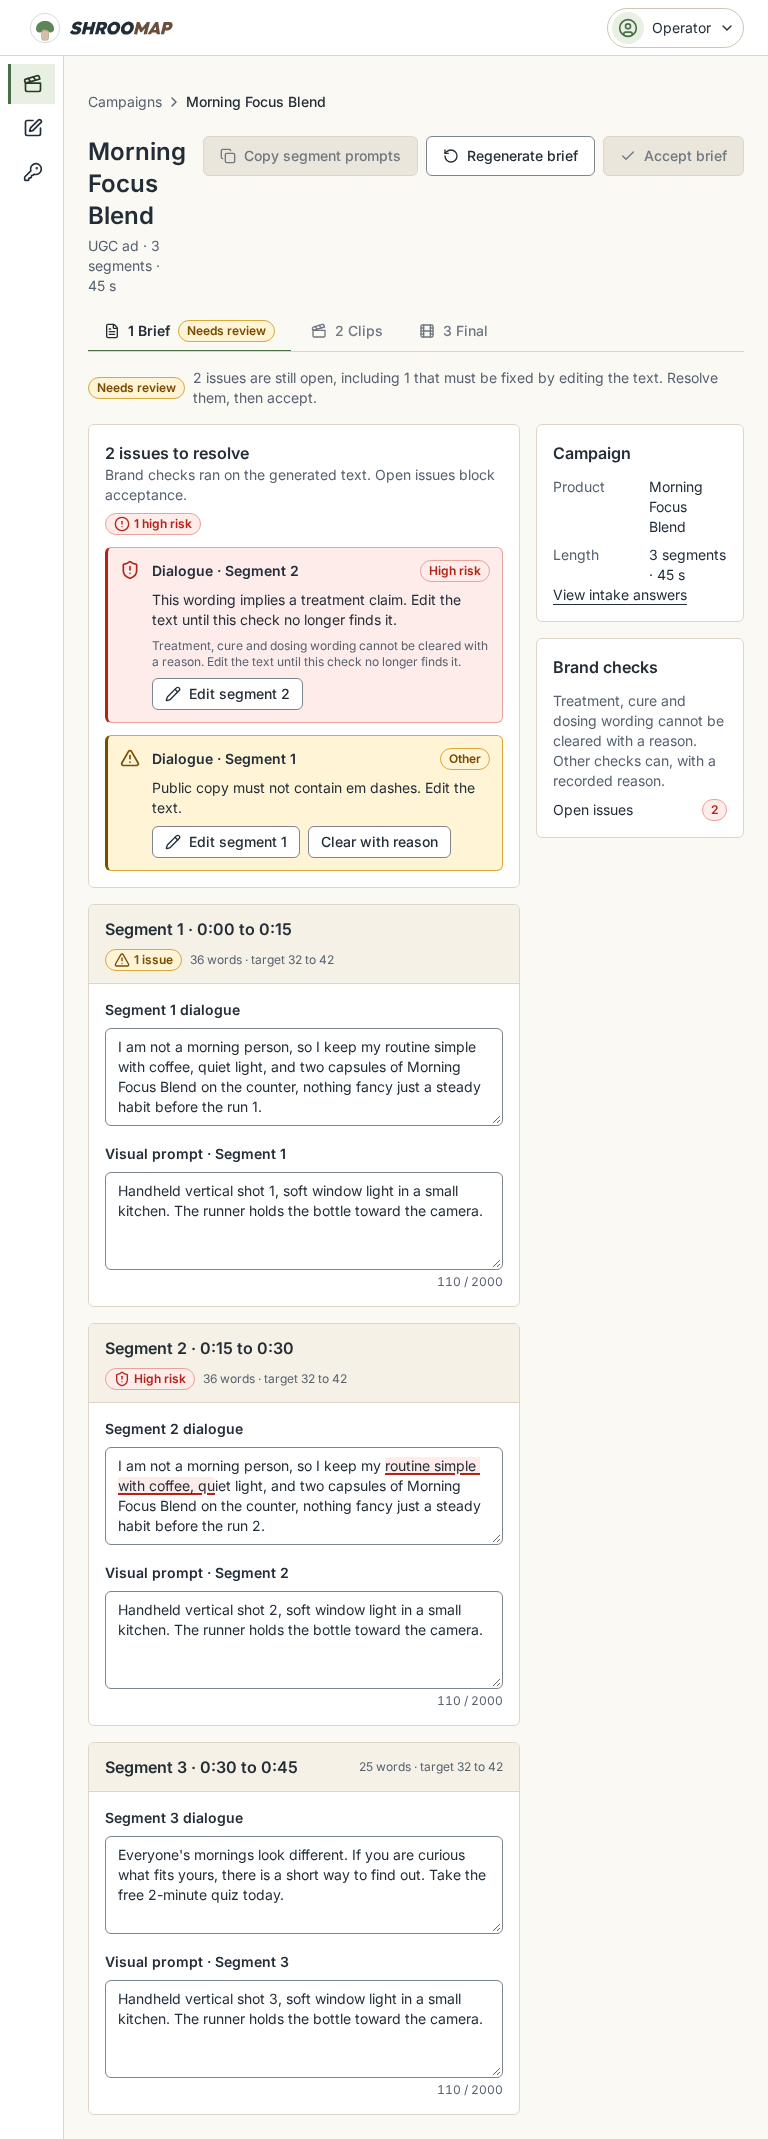 SHROOMAP
Operator
Campaigns
Morning Focus Blend
Morning
Focus
Blend
UGC ad · 3
segments ·
45 s
Copy segment prompts
Regenerate brief
Accept brief
1 Brief
Needs review
2 Clips
3 Final
Needs review
2 issues are still open, including 1 that must be fixed by editing the text. Resolve
them, then accept.
2 issues to resolve
Brand checks ran on the generated text. Open issues block
acceptance.
1 high risk
Dialogue · Segment 2
High risk
This wording implies a treatment claim. Edit the
text until this check no longer finds it.
Treatment, cure and dosing wording cannot be cleared with
a reason. Edit the text until this check no longer finds it.
Edit segment 2
Dialogue · Segment 1
Other
Public copy must not contain em dashes. Edit the
text.
Edit segment 1
Clear with reason
Campaign
Product
Morning
Focus
Blend
Length
3 segments
· 45 s
View intake answers
Brand checks
Treatment, cure and
dosing wording cannot be
cleared with a reason.
Other checks can, with a
recorded reason.
Open issues
2
Segment 1 · 0:00 to 0:15
1 issue
36 words · target 32 to 42
Segment 1 dialogue
I am not a morning person, so I keep my routine simple
with coffee, quiet light, and two capsules of Morning
Focus Blend on the counter, nothing fancy just a steady
habit before the run 1.
Visual prompt · Segment 1
Handheld vertical shot 1, soft window light in a small
kitchen. The runner holds the bottle toward the camera.
110 / 2000
Segment 2 · 0:15 to 0:30
High risk
36 words · target 32 to 42
Segment 2 dialogue
I am not a morning person, so I keep my routine simple
with coffee, quiet light, and two capsules of Morning
Focus Blend on the counter, nothing fancy just a steady
habit before the run 2.
Visual prompt · Segment 2
Handheld vertical shot 2, soft window light in a small
kitchen. The runner holds the bottle toward the camera.
110 / 2000
Segment 3 · 0:30 to 0:45
25 words · target 32 to 42
Segment 3 dialogue
Everyone's mornings look different. If you are curious
what fits yours, there is a short way to find out. Take the
free 2-minute quiz today.
Visual prompt · Segment 3
Handheld vertical shot 3, soft window light in a small
kitchen. The runner holds the bottle toward the camera.
110 / 2000